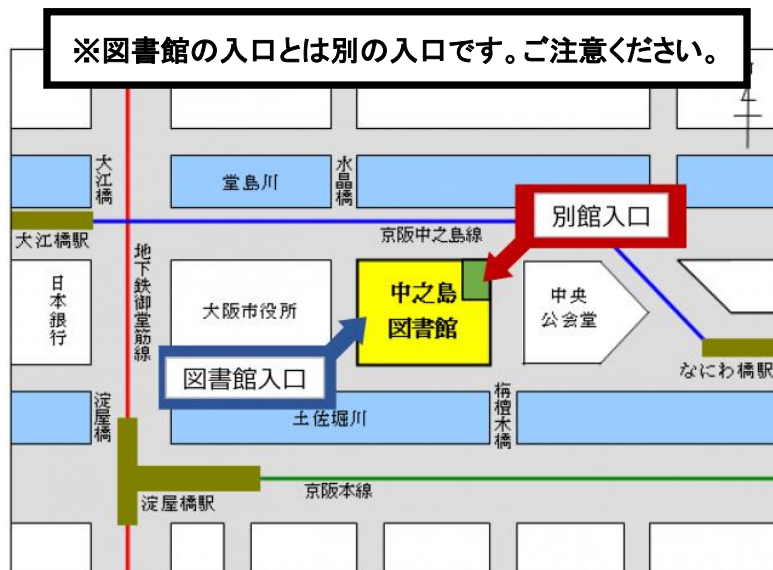 ※図書館の入口とは別の入口です。ご注意ください。
大江橋
堂島川
水晶橋
別館入口
大江橋駅
京阪中之島線
地下鉄御堂筋線
日本銀行
大阪市役所
中之島
図書館
中央
公会堂
図書館入口
なにわ橋駅
淀屋橋
土佐堀川
栴檀木橋
淀屋橋駅
京阪本線